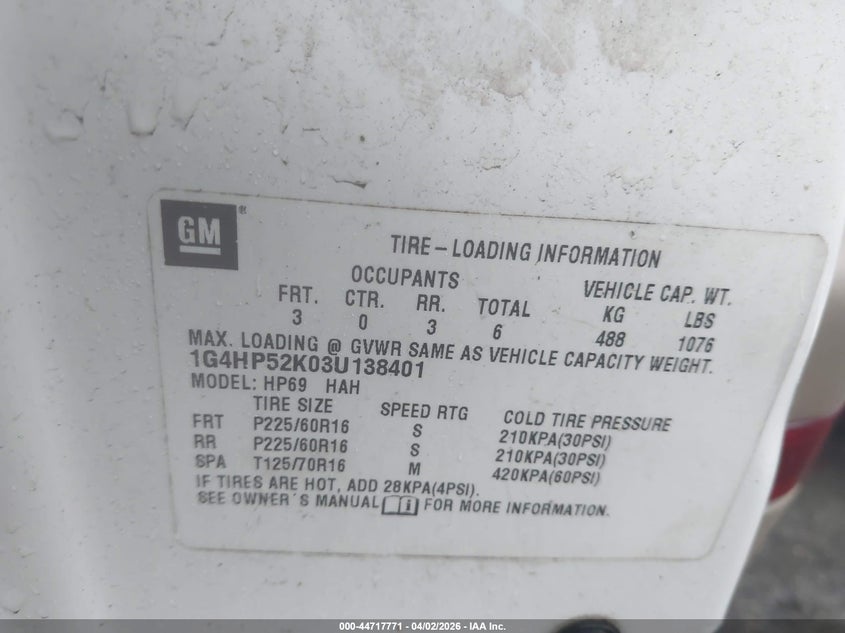 GM ®
TIRE-LOADING INFORMATION
OCCUPANTS VEHICLE CAP. WT.
FRT. CTR. RR. TOTAL KG LBS
3 0 3 6 488 1076
MAX. LOADING @ GVWR SAME AS VEHICLE CAPACITY WEIGHT.
1G4HP52K03U138401
MODEL: HP69 HAH
TIRE SIZE SPEED RTG COLD TIRE PRESSURE
FRT P225/60R16 S 210KPA(30PSI)
RR P225/60R16 S 210KPA(30PSI)
SPA T125/70R16 M 420KPA(60PSI)
IF TIRES ARE HOT, ADD 28KPA(4PSI).
SEE OWNER'S MANUAL i FOR MORE INFORMATION.
000-44717771 - 04/02/2026 - IAA Inc.